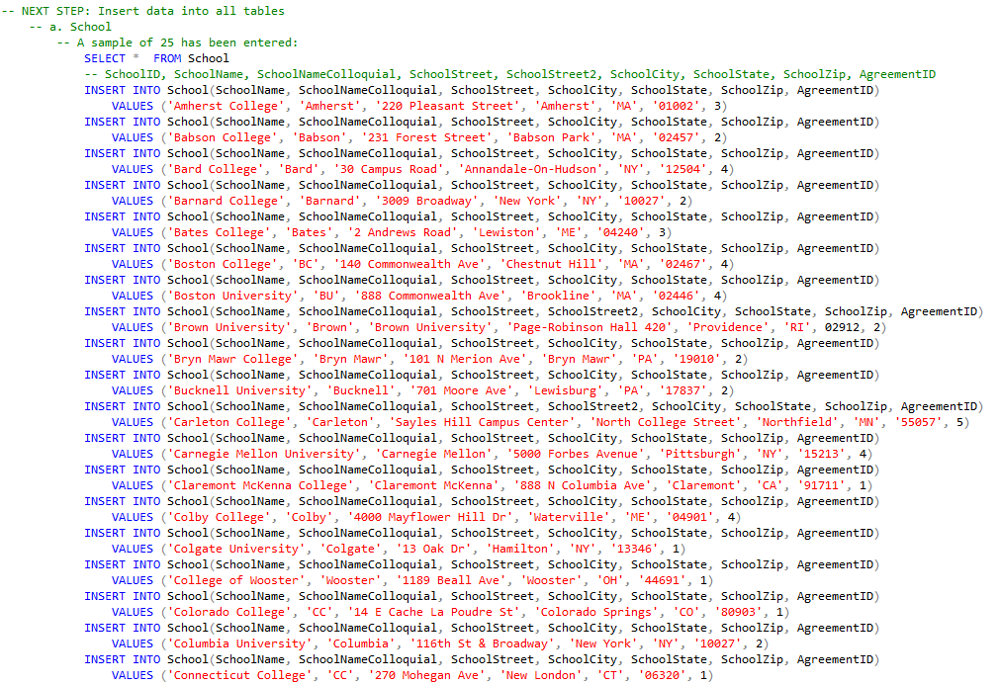 -- NEXT STEP: Insert data into all tables
-- a. School
-- A sample of 25 has been entered:
SELECT * FROM School
-- SchoolID, SchoolName, SchoolNameColloquial, SchoolStreet, SchoolStreet2, SchoolCity, SchoolState, SchoolZip, AgreementID
INSERT INTO School(SchoolName, SchoolNameColloquial, SchoolStreet, SchoolCity, SchoolState, SchoolZip, AgreementID)
VALUES ('Amherst College', 'Amherst', '220 Pleasant Street', 'Amherst', 'MA', '01002', 3)
INSERT INTO School(SchoolName, SchoolNameColloquial, SchoolStreet, SchoolCity, SchoolState, SchoolZip, AgreementID)
VALUES ('Babson College', 'Babson', '231 Forest Street', 'Babson Park', 'MA', '02457', 2)
INSERT INTO School(SchoolName, SchoolNameColloquial, SchoolStreet, SchoolCity, SchoolState, SchoolZip, AgreementID)
VALUES ('Bard College', 'Bard', '30 Campus Road', 'Annandale-On-Hudson', 'NY', '12504', 4)
INSERT INTO School(SchoolName, SchoolNameColloquial, SchoolStreet, SchoolCity, SchoolState, SchoolZip, AgreementID)
VALUES ('Barnard College', 'Barnard', '3009 Broadway', 'New York', 'NY', '10027', 2)
INSERT INTO School(SchoolName, SchoolNameColloquial, SchoolStreet, SchoolCity, SchoolState, SchoolZip, AgreementID)
VALUES ('Bates College', 'Bates', '2 Andrews Road', 'Lewiston', 'ME', '04240', 3)
INSERT INTO School(SchoolName, SchoolNameColloquial, SchoolStreet, SchoolCity, SchoolState, SchoolZip, AgreementID)
VALUES ('Boston College', 'BC', '140 Commonwealth Ave', 'Chestnut Hill', 'MA', '02467', 4)
INSERT INTO School(SchoolName, SchoolNameColloquial, SchoolStreet, SchoolCity, SchoolState, SchoolZip, AgreementID)
VALUES ('Boston University', 'BU', '888 Commonwealth Ave', 'Brookline', 'MA', '02446', 4)
INSERT INTO School(SchoolName, SchoolNameColloquial, SchoolStreet, SchoolStreet2, SchoolCity, SchoolState, SchoolZip, AgreementID)
VALUES ('Brown University', 'Brown', 'Brown University', 'Page-Robinson Hall 420', 'Providence', 'RI', 02912, 2)
INSERT INTO School(SchoolName, SchoolNameColloquial, SchoolStreet, SchoolCity, SchoolState, SchoolZip, AgreementID)
VALUES ('Bryn Mawr College', 'Bryn Mawr', '101 N Merion Ave', 'Bryn Mawr', 'PA', '19010', 2)
INSERT INTO School(SchoolName, SchoolNameColloquial, SchoolStreet, SchoolCity, SchoolState, SchoolZip, AgreementID)
VALUES ('Bucknell University', 'Bucknell', '701 Moore Ave', 'Lewisburg', 'PA', '17837', 2)
INSERT INTO School(SchoolName, SchoolNameColloquial, SchoolStreet, SchoolStreet2, SchoolCity, SchoolState, SchoolZip, AgreementID)
VALUES ('Carleton College', 'Carleton', 'Sayles Hill Campus Center', 'North College Street', 'Northfield', 'MN', '55057', 5)
INSERT INTO School(SchoolName, SchoolNameColloquial, SchoolStreet, SchoolCity, SchoolState, SchoolZip, AgreementID)
VALUES ('Carnegie Mellon University', 'Carnegie Mellon', '5000 Forbes Avenue', 'Pittsburgh', 'NY', '15213', 4)
INSERT INTO School(SchoolName, SchoolNameColloquial, SchoolStreet, SchoolCity, SchoolState, SchoolZip, AgreementID)
VALUES ('Claremont McKenna College', 'Claremont McKenna', '888 N Columbia Ave', 'Claremont', 'CA', '91711', 1)
INSERT INTO School(SchoolName, SchoolNameColloquial, SchoolStreet, SchoolCity, SchoolState, SchoolZip, AgreementID)
VALUES ('Colby College', 'Colby', '4000 Mayflower Hill Dr', 'Waterville', 'ME', '04901', 4)
INSERT INTO School(SchoolName, SchoolNameColloquial, SchoolStreet, SchoolCity, SchoolState, SchoolZip, AgreementID)
VALUES ('Colgate University', 'Colgate', '13 Oak Dr', 'Hamilton', 'NY', '13346', 1)
INSERT INTO School(SchoolName, SchoolNameColloquial, SchoolStreet, SchoolCity, SchoolState, SchoolZip, AgreementID)
VALUES ('College of Wooster', 'Wooster', '1189 Beall Ave', 'Wooster', 'OH', '44691', 1)
INSERT INTO School(SchoolName, SchoolNameColloquial, SchoolStreet, SchoolCity, SchoolState, SchoolZip, AgreementID)
VALUES ('Colorado College', 'CC', '14 E Cache La Poudre St', 'Colorado Springs', 'CO', '80903', 1)
INSERT INTO School(SchoolName, SchoolNameColloquial, SchoolStreet, SchoolCity, SchoolState, SchoolZip, AgreementID)
VALUES ('Columbia University', 'Columbia', '116th St & Broadway', 'New York', 'NY', '10027', 2)
INSERT INTO School(SchoolName, SchoolNameColloquial, SchoolStreet, SchoolCity, SchoolState, SchoolZip, AgreementID)
VALUES ('Connecticut College', 'CC', '270 Mohegan Ave', 'New London', 'CT', '06320', 1)